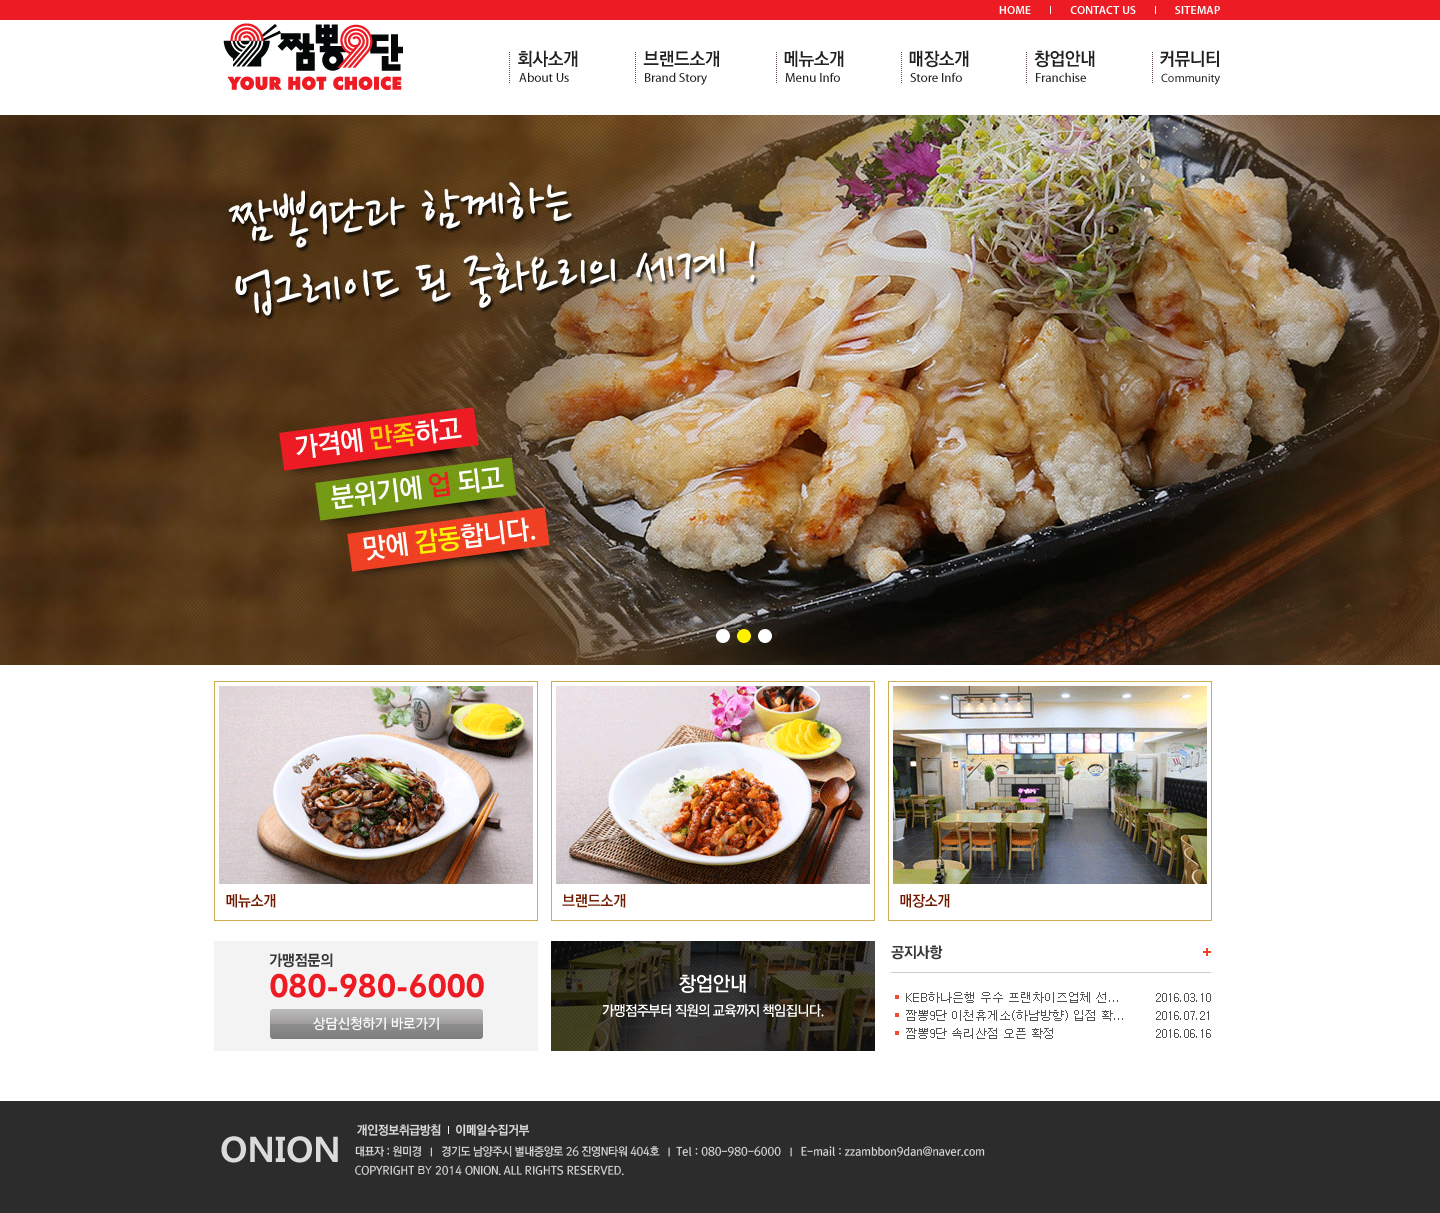 HOME
CONTACT US
SITEMAP
짬뽕9단
YOUR HOT CHOICE
회사소개
About Us
브랜드소개
Brand Story
메뉴소개
Menu Info
매장소개
Store Info
창업안내
Franchise
커뮤니티
Community
짬뽕9단과 함께하는
업그레이드 된 중화요리의 세계 !
가격에 만족하고
분위기에 업 되고
맛에 감동합니다.
메뉴소개
브랜드소개
매장소개
가맹점문의
080-980-6000
상담신청하기 바로가기
창업안내
가맹점주부터 직원의 교육까지 책임집니다.
공지사항
KEB하나은행 우수 프랜차이즈업체 선... 2016.03.10
짬뽕9단 이천휴게소(하남방향) 입점 확... 2016.07.21
짬뽕9단 속리산점 오픈 확정 2016.06.16
ONION
개인정보취급방침 | 이메일수집거부
대표자 : 원미경 | 경기도 남양주시 별내중앙로 26 진영N타워 404호 | Tel : 080-980-6000 | E-mail : zzambbon9dan@naver.com
COPYRIGHT BY 2014 ONION. ALL RIGHTS RESERVED.